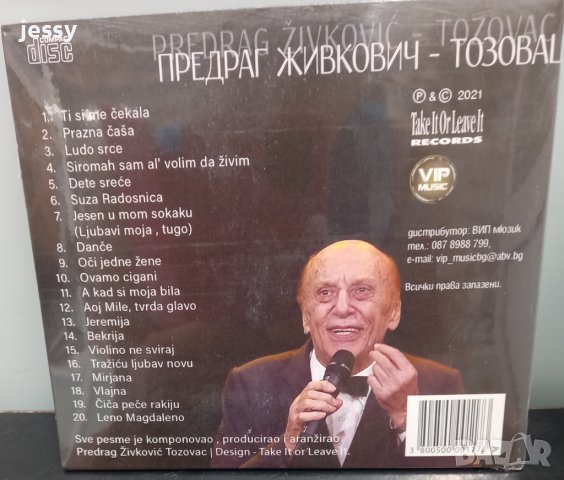 jessy
COMPACT
disc
PREDRAG ŽIVKOVIĆ - TOZOVAC
ПРЕДРАГ ЖИВКОВИЧ - ТОЗОВАЦ
1. Ti si me čekala
2. Prazna čaša
3. Ludo srce
4. Siromah sam al' volim da živim
5. Dete sreće
6. Suza Radosnica
7. Jesen u mom sokaku
(Ljubavi moja , tugo)
8. Danče
9. Oči jedne žene
10. Ovamo cigani
11. A kad si moja bila
12. Aoj Mile, tvrda glavo
13. Jeremija
14. Bekrija
15. Violino ne sviraj
16. Tražiću ljubav novu
17. Mirjana
18. Vlajna
19. Čiča peče rakiju
20. Leno Magdaleno
Sve pesme je komponovao , producirao i aranžirao
Predrag Živković Tozovac | Design - Take It or Leave It.
Ⓟ & © 2021
Take It Or Leave It
RECORDS
VIP
MUSIC
дистрибутор: ВИП мюзик
тел.: 087 8988 799,
e-mail: vip_musicbg@abv.bg
Всички права запазени.
BAZAR